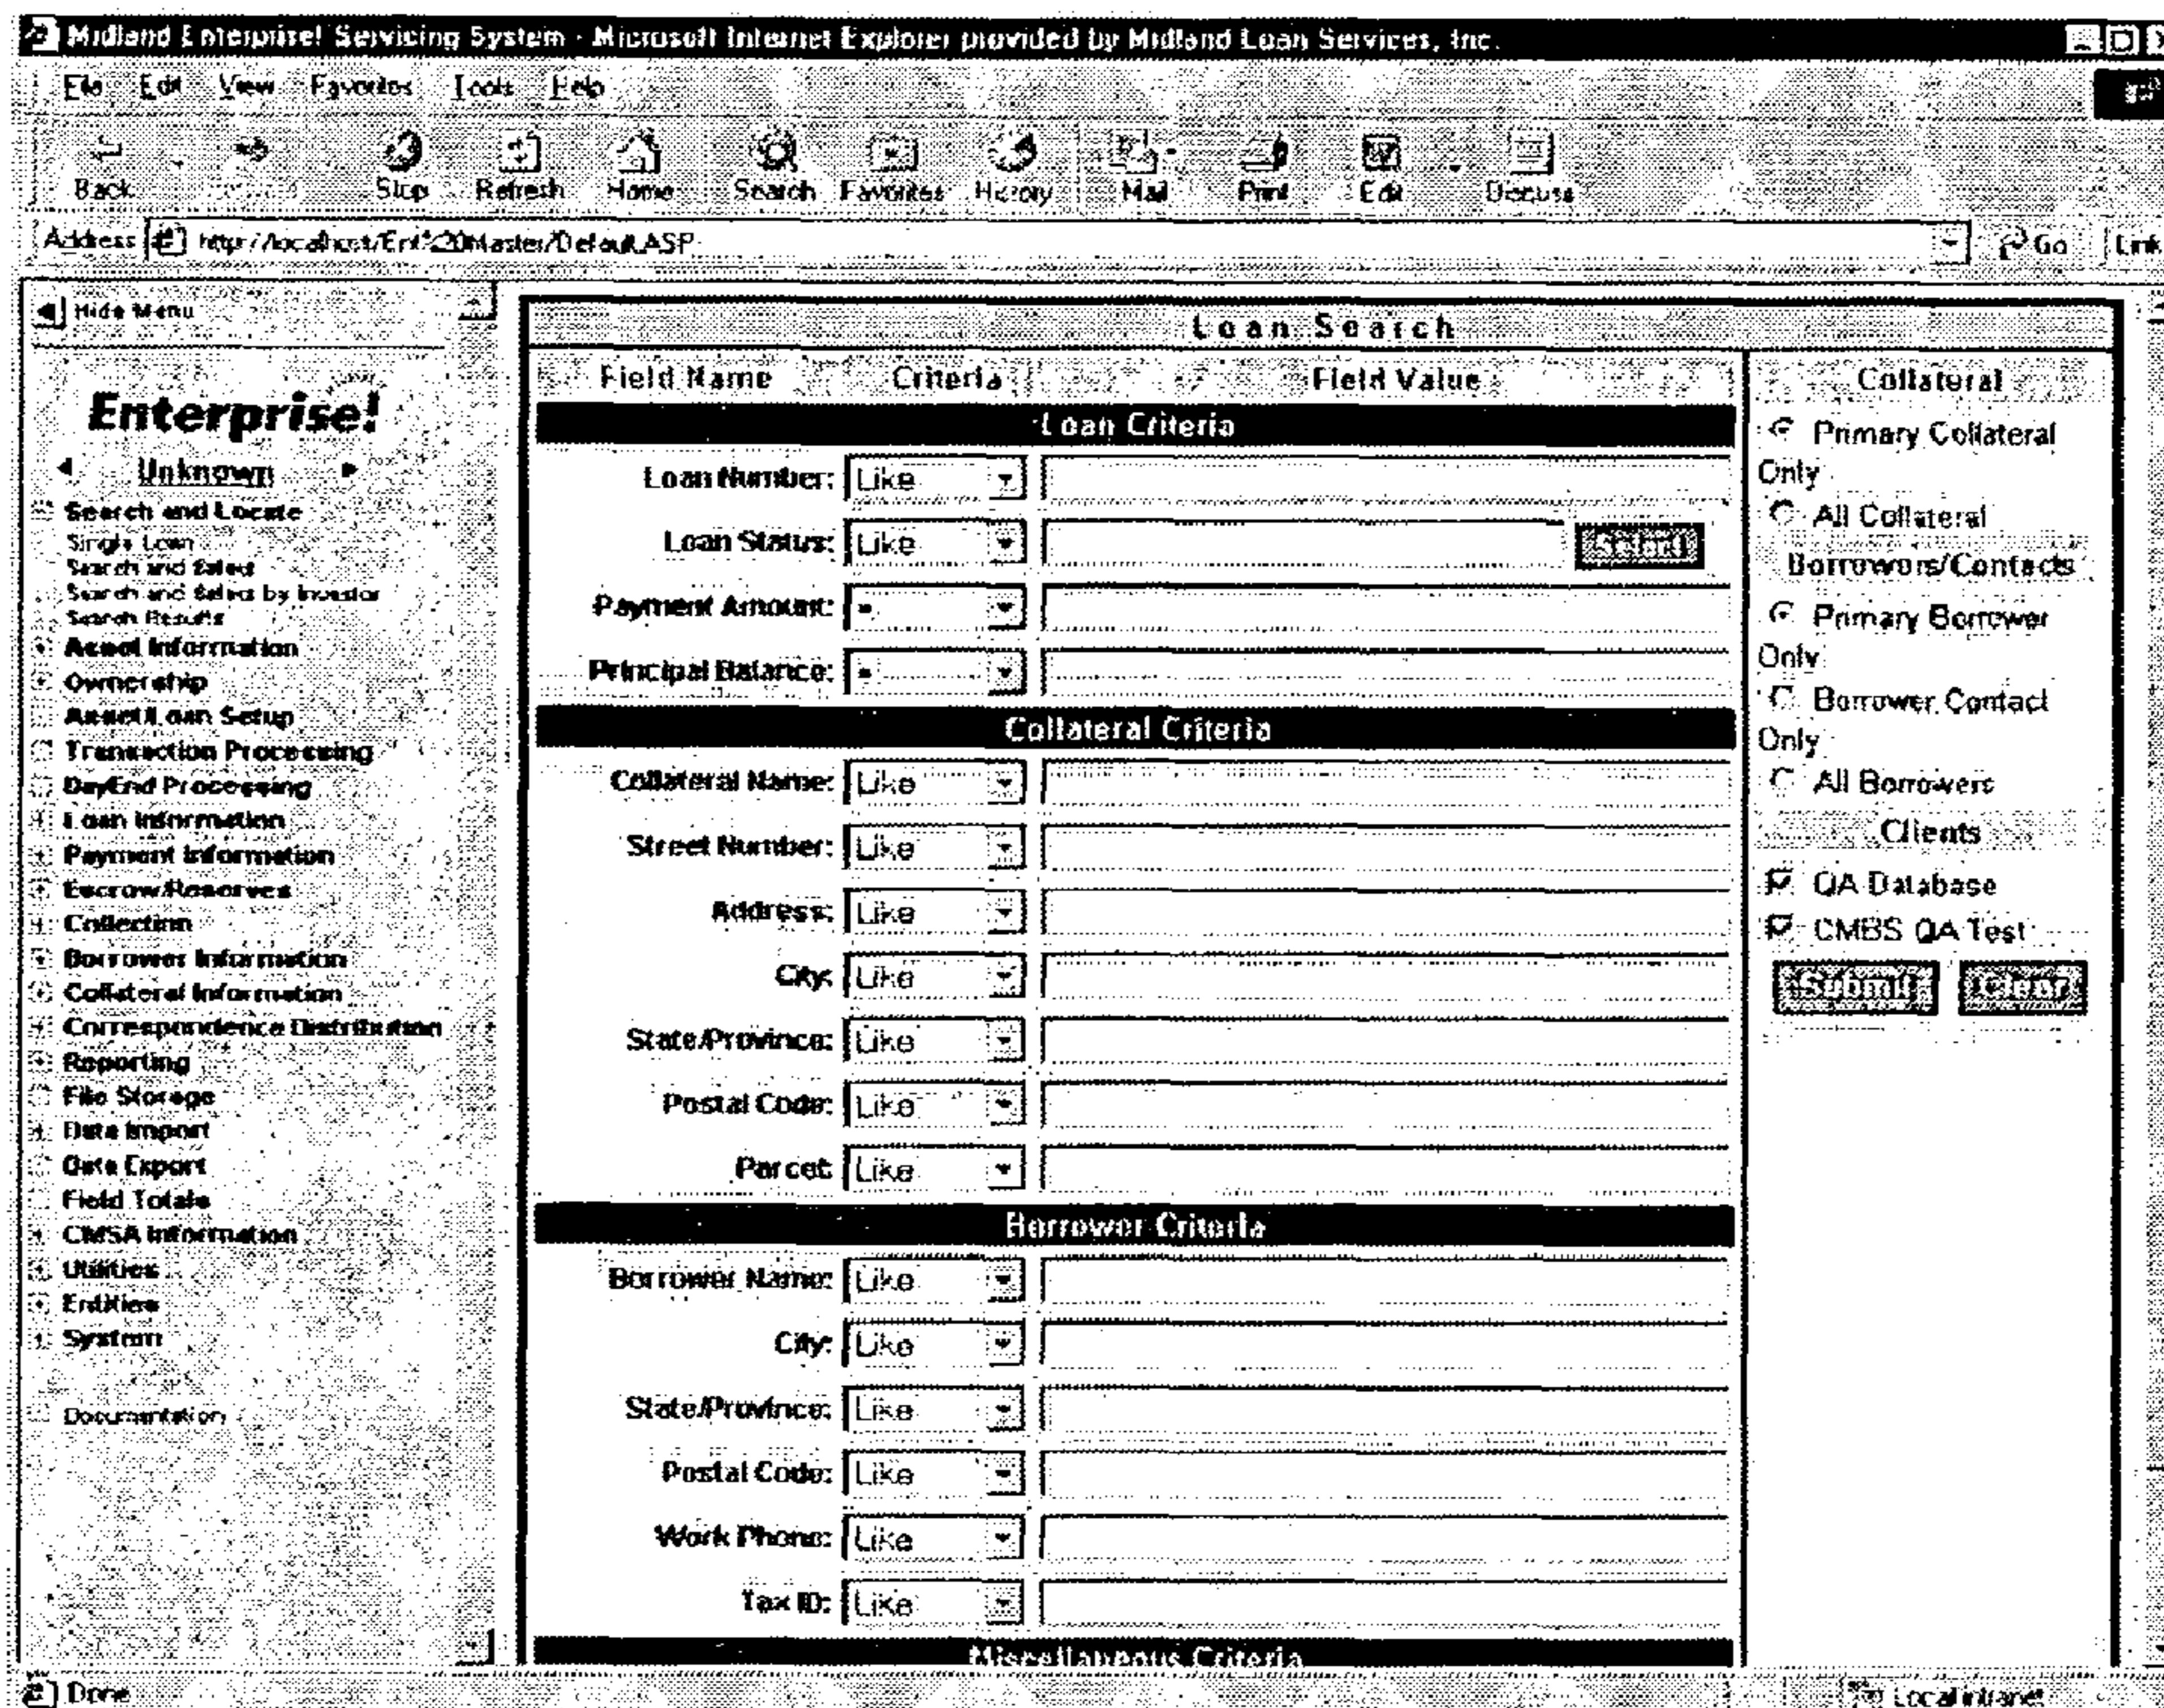 Midland Enterprise! Servicing System - Microsoft Internet Explorer provided by Midland Loan Services, Inc.
File Edit View Favorites Tools Help
Back Stop Refresh Home Search Favorites History Mail Print Edit Discuss
Address http://localhost/Ent%20Master/Default.ASP Go Link
Hide Menu
Enterprise!
Unknown
Search and Locate
Single Loan
Search and Select
Search and Select by Investor
Search Results
Asset Information
Ownership
Asset/Loan Setup
Transaction Processing
DayEnd Processing
Loan Information
Payment Information
Escrow/Reserves
Collection
Borrower Information
Collateral Information
Correspondence Distribution
Reporting
File Storage
Data Import
Data Export
Field Totals
CMSA Information
Utilities
Entities
System
Documentation
Loan Search
Field Name Criteria Field Value
Loan Criteria
Loan Number: Like
Loan Status: Like Select
Payment Amount: =
Principal Balance: =
Collateral Criteria
Collateral Name: Like
Street Number: Like
Address: Like
City: Like
State/Province: Like
Postal Code: Like
Parcel: Like
Borrower Criteria
Borrower Name: Like
City: Like
State/Province: Like
Postal Code: Like
Work Phone: Like
Tax ID: Like
Miscellaneous Criteria
Collateral
Primary Collateral
Only
All Collateral
Borrowers/Contacts
Primary Borrower
Only
Borrower Contact
Only
All Borrowers
Clients
QA Database
CMBS QA Test
Submit Clear
Done Local intranet